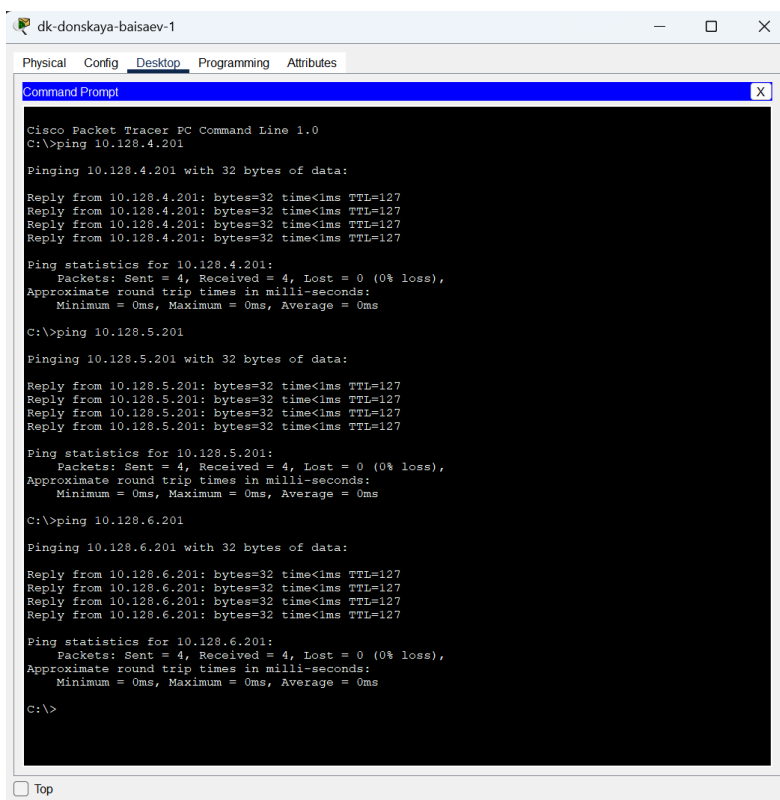 dk-donskaya-baisaev-1
Physical Config Desktop Programming Attributes
Command Prompt
X
Cisco Packet Tracer PC Command Line 1.0
C:\>ping 10.128.4.201
Pinging 10.128.4.201 with 32 bytes of data:
Reply from 10.128.4.201: bytes=32 time<1ms TTL=127
Reply from 10.128.4.201: bytes=32 time<1ms TTL=127
Reply from 10.128.4.201: bytes=32 time<1ms TTL=127
Reply from 10.128.4.201: bytes=32 time<1ms TTL=127
Ping statistics for 10.128.4.201:
Packets: Sent = 4, Received = 4, Lost = 0 (0% loss),
Approximate round trip times in milli-seconds:
Minimum = 0ms, Maximum = 0ms, Average = 0ms
C:\>ping 10.128.5.201
Pinging 10.128.5.201 with 32 bytes of data:
Reply from 10.128.5.201: bytes=32 time<1ms TTL=127
Reply from 10.128.5.201: bytes=32 time<1ms TTL=127
Reply from 10.128.5.201: bytes=32 time<1ms TTL=127
Reply from 10.128.5.201: bytes=32 time<1ms TTL=127
Ping statistics for 10.128.5.201:
Packets: Sent = 4, Received = 4, Lost = 0 (0% loss),
Approximate round trip times in milli-seconds:
Minimum = 0ms, Maximum = 0ms, Average = 0ms
C:\>ping 10.128.6.201
Pinging 10.128.6.201 with 32 bytes of data:
Reply from 10.128.6.201: bytes=32 time<1ms TTL=127
Reply from 10.128.6.201: bytes=32 time<1ms TTL=127
Reply from 10.128.6.201: bytes=32 time<1ms TTL=127
Reply from 10.128.6.201: bytes=32 time<1ms TTL=127
Ping statistics for 10.128.6.201:
Packets: Sent = 4, Received = 4, Lost = 0 (0% loss),
Approximate round trip times in milli-seconds:
Minimum = 0ms, Maximum = 0ms, Average = 0ms
C:\>
Top